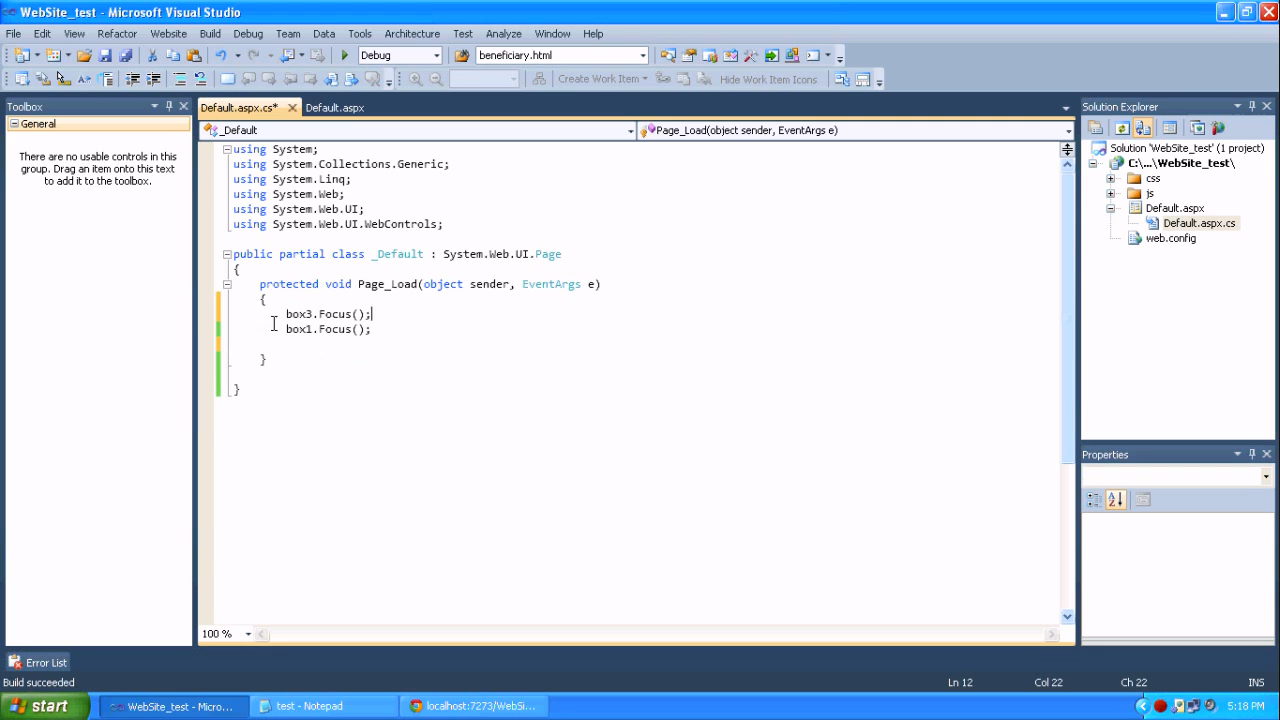 WebSite_test - Microsoft Visual Studio
File Edit View Refactor Website Build Debug Team Data Tools Architecture Test Analyze Window Help
Debug beneficiary.html
Create Work Item Hide Work Item Icons
Toolbox
General
There are no usable controls in this
group. Drag an item onto this text
to add it to the toolbox.
Default.aspx.cs* Default.aspx
_Default Page_Load(object sender, EventArgs e)
using System;
using System.Collections.Generic;
using System.Linq;
using System.Web;
using System.Web.UI;
using System.Web.UI.WebControls;
public partial class _Default : System.Web.UI.Page
{
protected void Page_Load(object sender, EventArgs e)
{
box3.Focus();
box1.Focus();
}
}
100 %
Solution Explorer
Solution 'WebSite_test' (1 project)
C:\...\WebSite_test\
css
js
Default.aspx
Default.aspx.cs
web.config
Properties
Error List
Build succeeded Ln 12 Col 22 Ch 22 INS
start WebSite_test - Micro... test - Notepad localhost:7273/WebSi... 5:18 PM